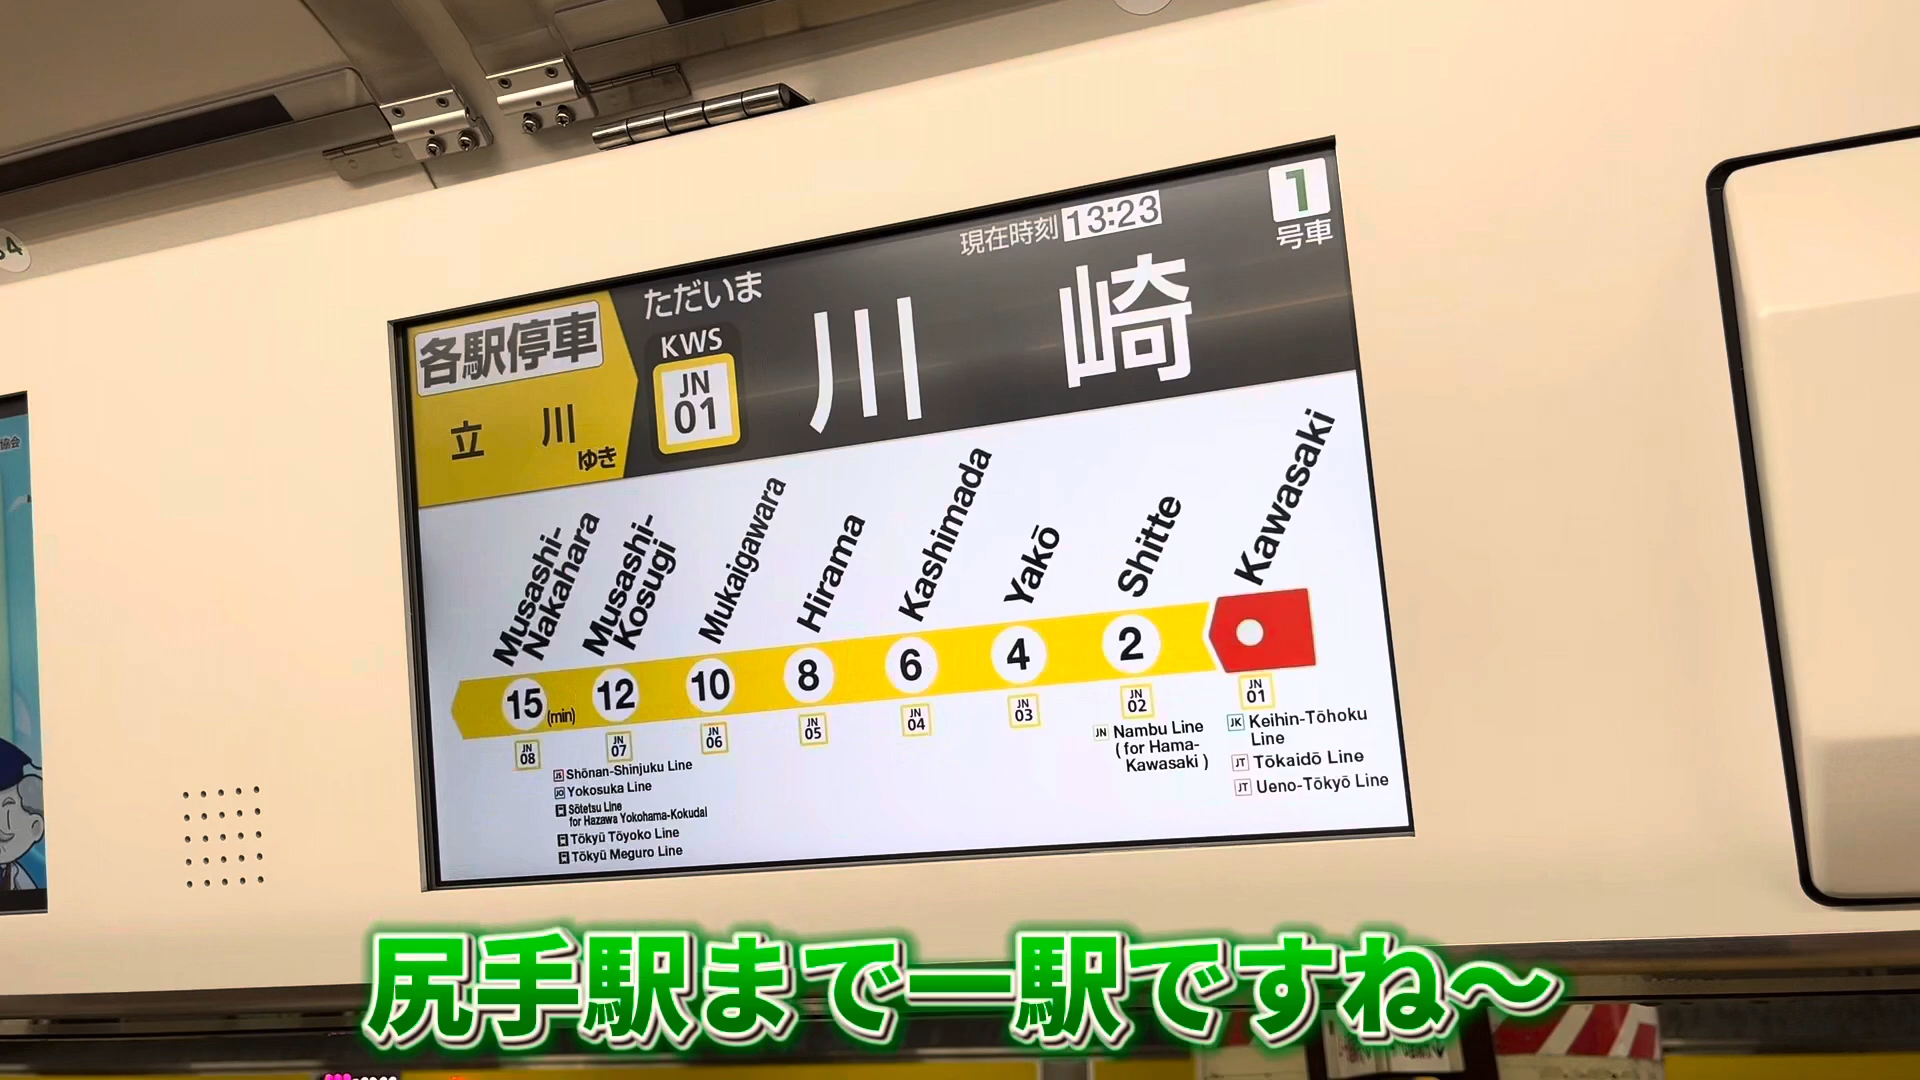 現在時刻 13:23
1
号車
各駅停車
立川
ゆき
ただいま
KWS
JN
01
川崎
Musashi-
Nakahara
Musashi-
Kosugi
Mukaigawara
Hirama
Kashimada
Yakō
Shitte
Kawasaki
15 (min) 12 10 8 6 4 2
JN
08
JN
07
JN
06
JN
05
JN
04
JN
03
JN
02
JN
01
JS Shōnan-Shinjuku Line
JO Yokosuka Line
Sōtetsu Line
for Hazawa Yokohama-Kokudai
Tōkyū Tōyoko Line
Tōkyū Meguro Line
JN Nambu Line
(for Hama-
Kawasaki)
JK Keihin-Tōhoku
Line
JT Tōkaidō Line
JT Ueno-Tōkyō Line
協会
尻手駅まで一駅ですね～